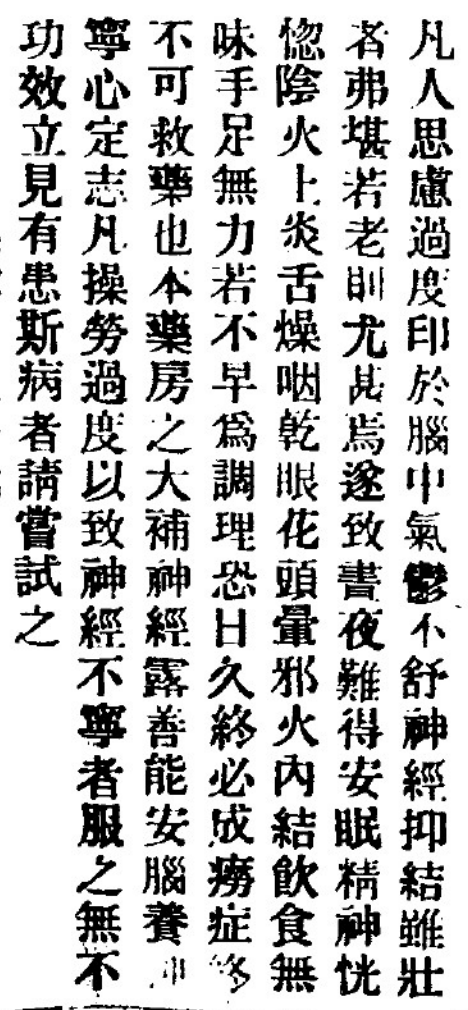 凡人思慮過度印於腦中氣鬱不舒神經抑結雖壯
者弗堪若老則尤甚焉遂致晝夜難得安眠精神恍
惚陰火上炎舌燥咽乾眼花頭暈邪火內結飲食無
味手足無力若不早爲調理恐日久終必成癆症終
不可救藥也本藥房之大補神經露善能安腦養神
寧心定志凡操勞過度以致神經不寧者服之無不
功效立見有患斯病者請嘗試之